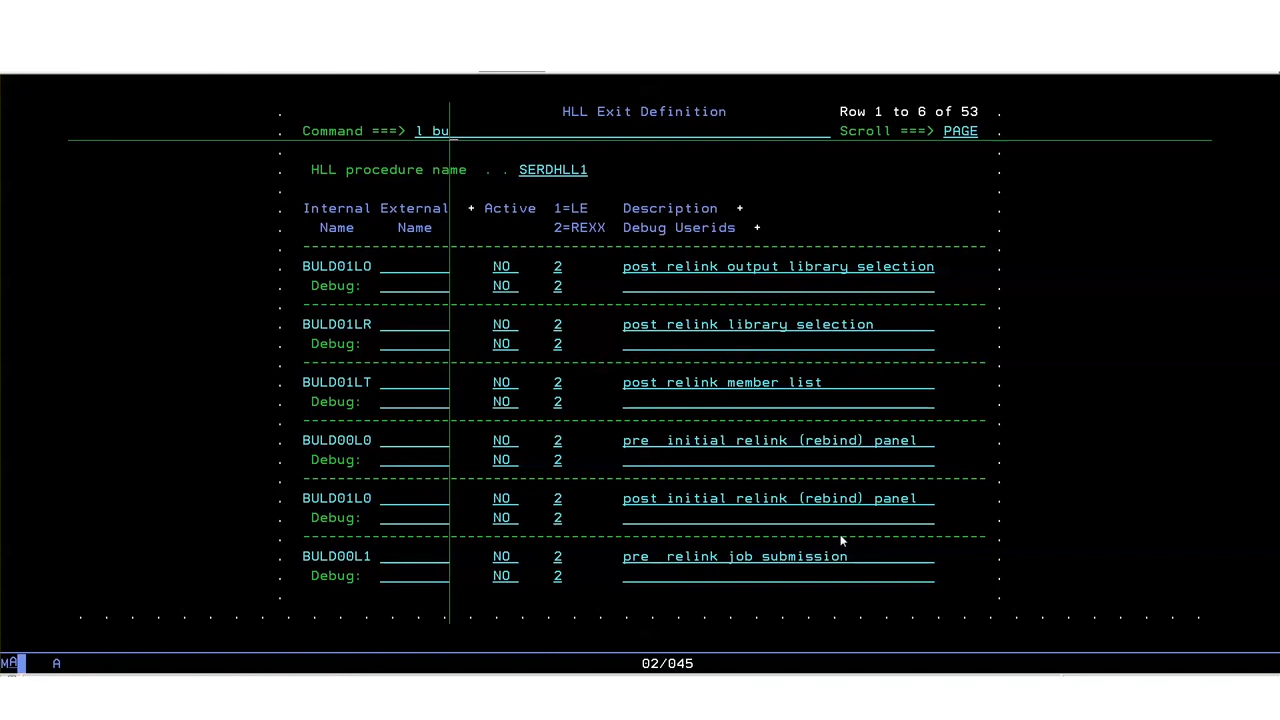 HLL Exit Definition Row 1 to 6 of 53
Command ===> l bu Scroll ===> PAGE
HLL procedure name . . SERDHLL1
Internal External + Active 1=LE Description +
Name Name 2=REXX Debug Userids +
BULD01LO NO 2 post relink output library selection
Debug: NO 2
BULD01LR NO 2 post relink library selection
Debug: NO 2
BULD01LT NO 2 post relink member list
Debug: NO 2
BULD00L0 NO 2 pre initial relink (rebind) panel
Debug: NO 2
BULD01L0 NO 2 post initial relink (rebind) panel
Debug: NO 2
BULD00L1 NO 2 pre relink job submission
Debug: NO 2
MA A 02/045